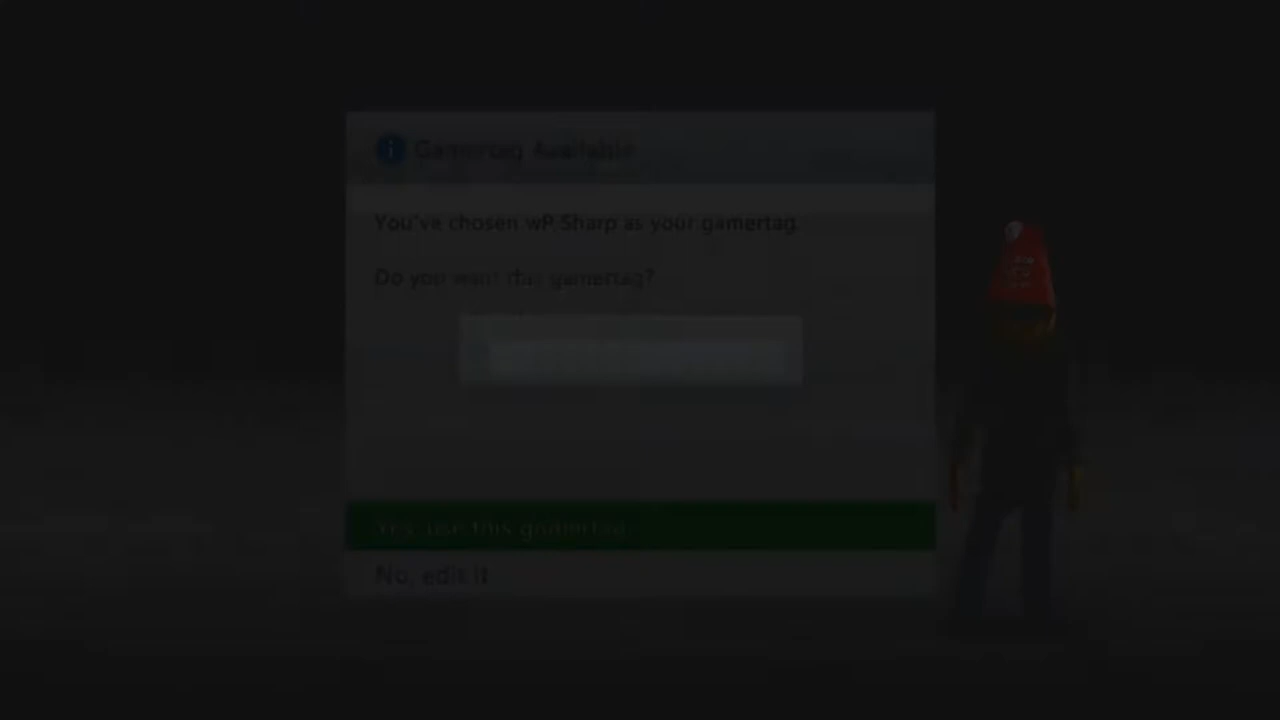 Gamertag Available
You've chosen wP Sharp as your gamertag.
Do you want this gamertag?
Yes, use this gamertag.
No, edit it